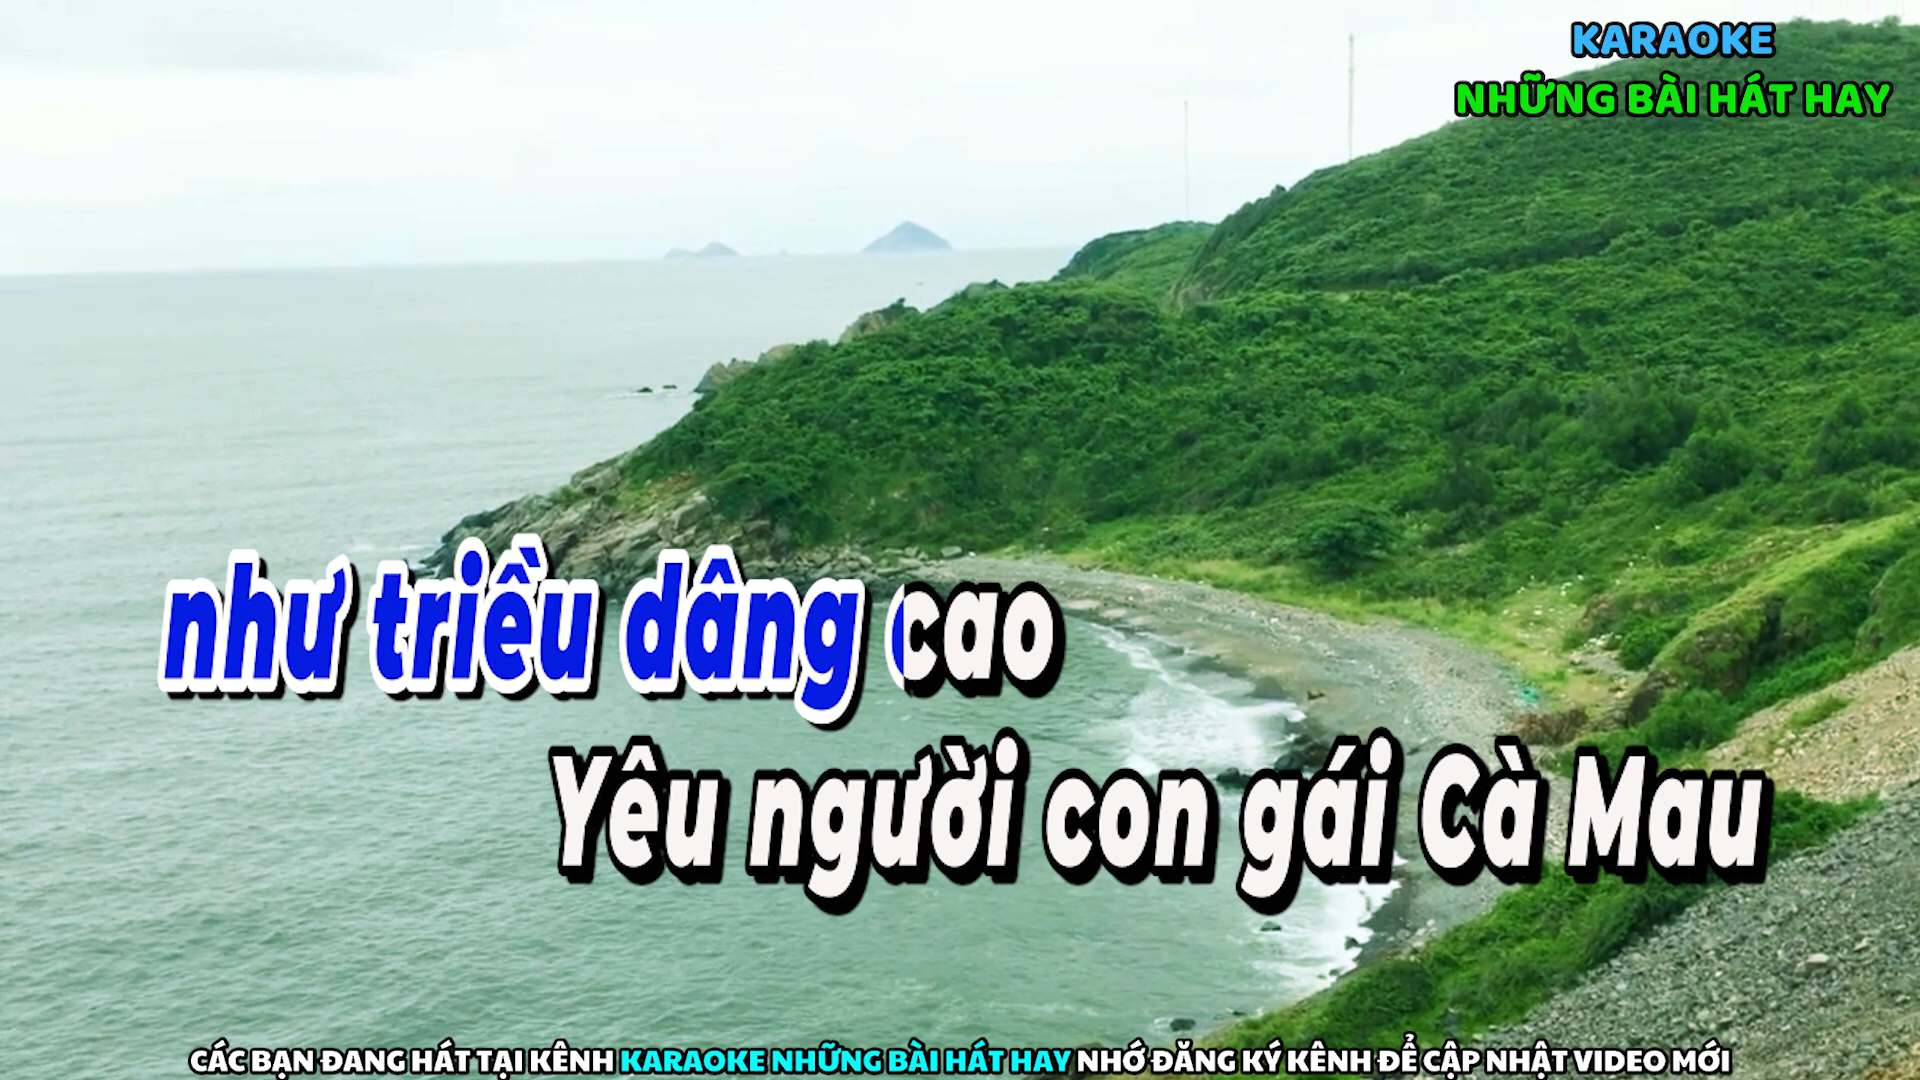 KARAOKE
NHỮNG BÀI HÁT HAY
như triều dâng cao
Yêu người con gái Cà Mau
CÁC BẠN ĐANG HÁT TẠI KÊNH KARAOKE NHỮNG BÀI HÁT HAY NHỚ ĐĂNG KÝ KÊNH ĐỂ CẬP NHẬT VIDEO MỚI